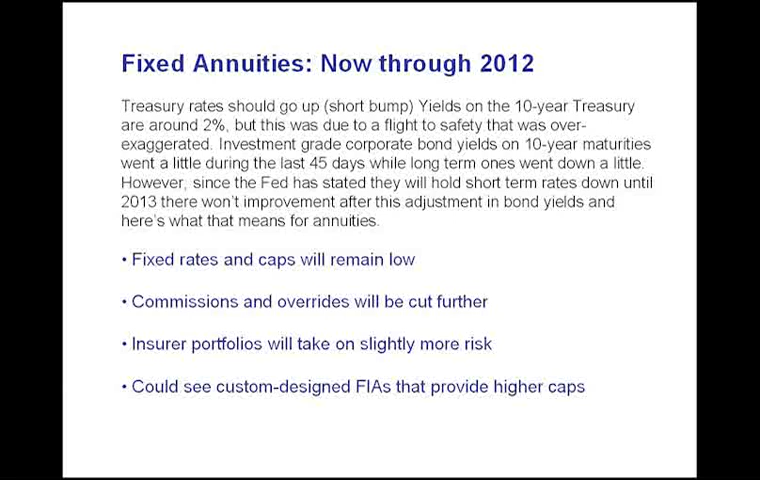 Fixed Annuities: Now through 2012
Treasury rates should go up (short bump) Yields on the 10-year Treasury
are around 2%, but this was due to a flight to safety that was over-
exaggerated. Investment grade corporate bond yields on 10-year maturities
went a little during the last 45 days while long term ones went down a little.
However, since the Fed has stated they will hold short term rates down until
2013 there won't improvement after this adjustment in bond yields and
here's what that means for annuities.
• Fixed rates and caps will remain low
• Commissions and overrides will be cut further
• Insurer portfolios will take on slightly more risk
• Could see custom-designed FIAs that provide higher caps